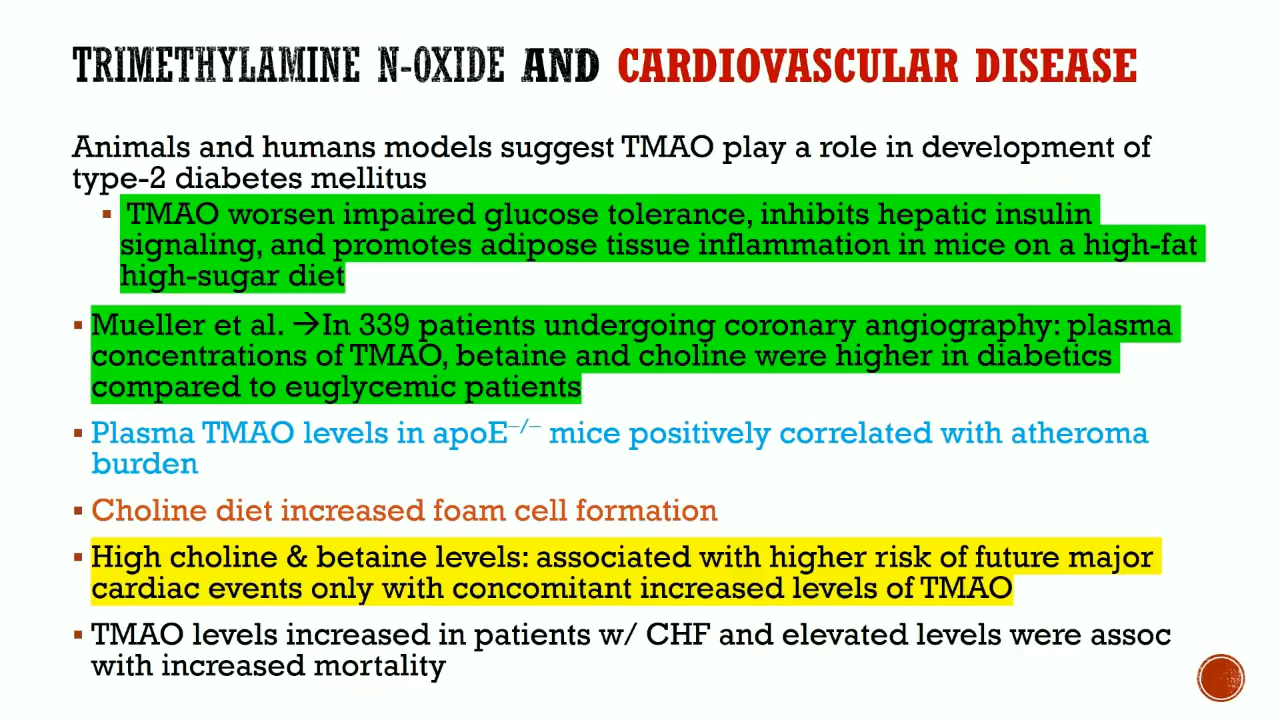 TRIMETHYLAMINE N-OXIDE AND CARDIOVASCULAR DISEASE
Animals and humans models suggest TMAO play a role in development of
type-2 diabetes mellitus
▪ TMAO worsen impaired glucose tolerance, inhibits hepatic insulin
signaling, and promotes adipose tissue inflammation in mice on a high-fat
high-sugar diet
▪ Mueller et al. →In 339 patients undergoing coronary angiography: plasma
concentrations of TMAO, betaine and choline were higher in diabetics
compared to euglycemic patients
▪ Plasma TMAO levels in apoE⁻/⁻ mice positively correlated with atheroma
burden
▪ Choline diet increased foam cell formation
▪ High choline & betaine levels: associated with higher risk of future major
cardiac events only with concomitant increased levels of TMAO
▪ TMAO levels increased in patients w/ CHF and elevated levels were assoc
with increased mortality